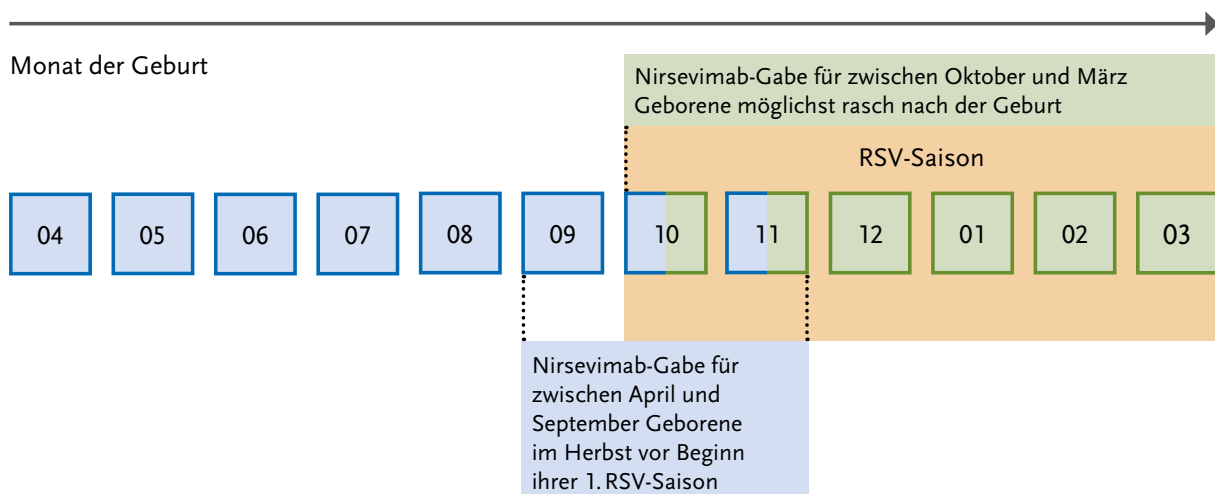 Monat der Geburt
Nirsevimab-Gabe für zwischen Oktober und März
Geborene möglichst rasch nach der Geburt
RSV-Saison
04 05 06 07 08 09 10 11 12 01 02 03
Nirsevimab-Gabe für
zwischen April und
September Geborene
im Herbst vor Beginn
ihrer 1. RSV-Saison